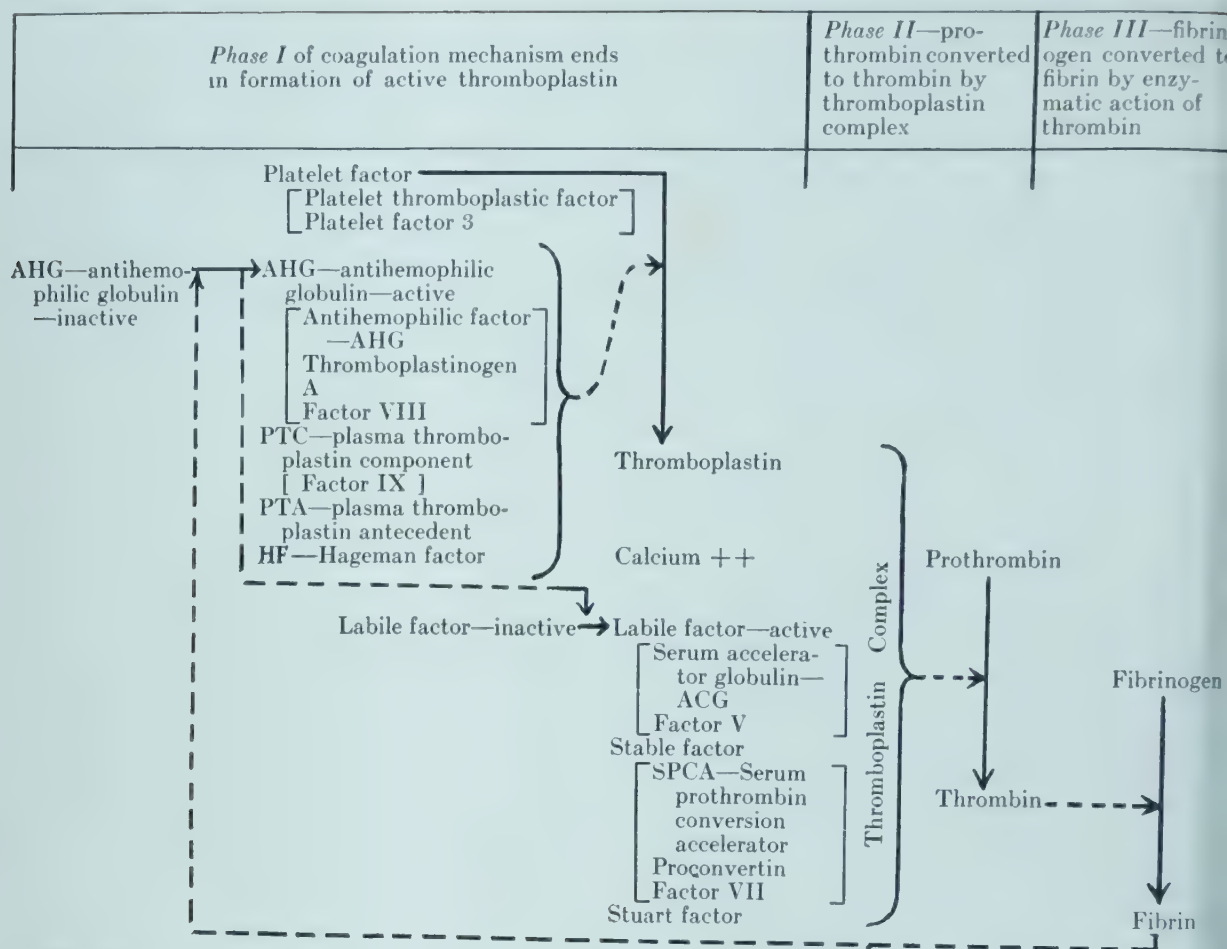 Phase I of coagulation mechanism ends
in formation of active thromboplastin
Phase II—pro-
thrombin converted
to thrombin by
thromboplastin
complex
Phase III—fibrin
ogen converted t
fibrin by enzy-
matic action of
thrombin
Platelet factor
Platelet thromboplastic factor
Platelet factor 3
AHG—antihemo-
philic globulin
—inactive
AHG—antihemophilic
globulin—active
Antihemophilic factor
—AHG
Thromboplastinogen
A
Factor VIII
PTC—plasma thrombo-
plastin component
[ Factor IX ]
PTA—plasma thrombo-
plastin antecedent
HF—Hageman factor
Thromboplastin
Calcium ++
Labile factor—inactive
Labile factor—active
Serum accelera-
tor globulin—
ACG
Factor V
Stable factor
SPCA—Serum
prothrombin
conversion
accelerator
Proconvertin
Factor VII
Stuart factor
Thromboplastin Complex
Prothrombin
Thrombin
Fibrinogen
Fibrin